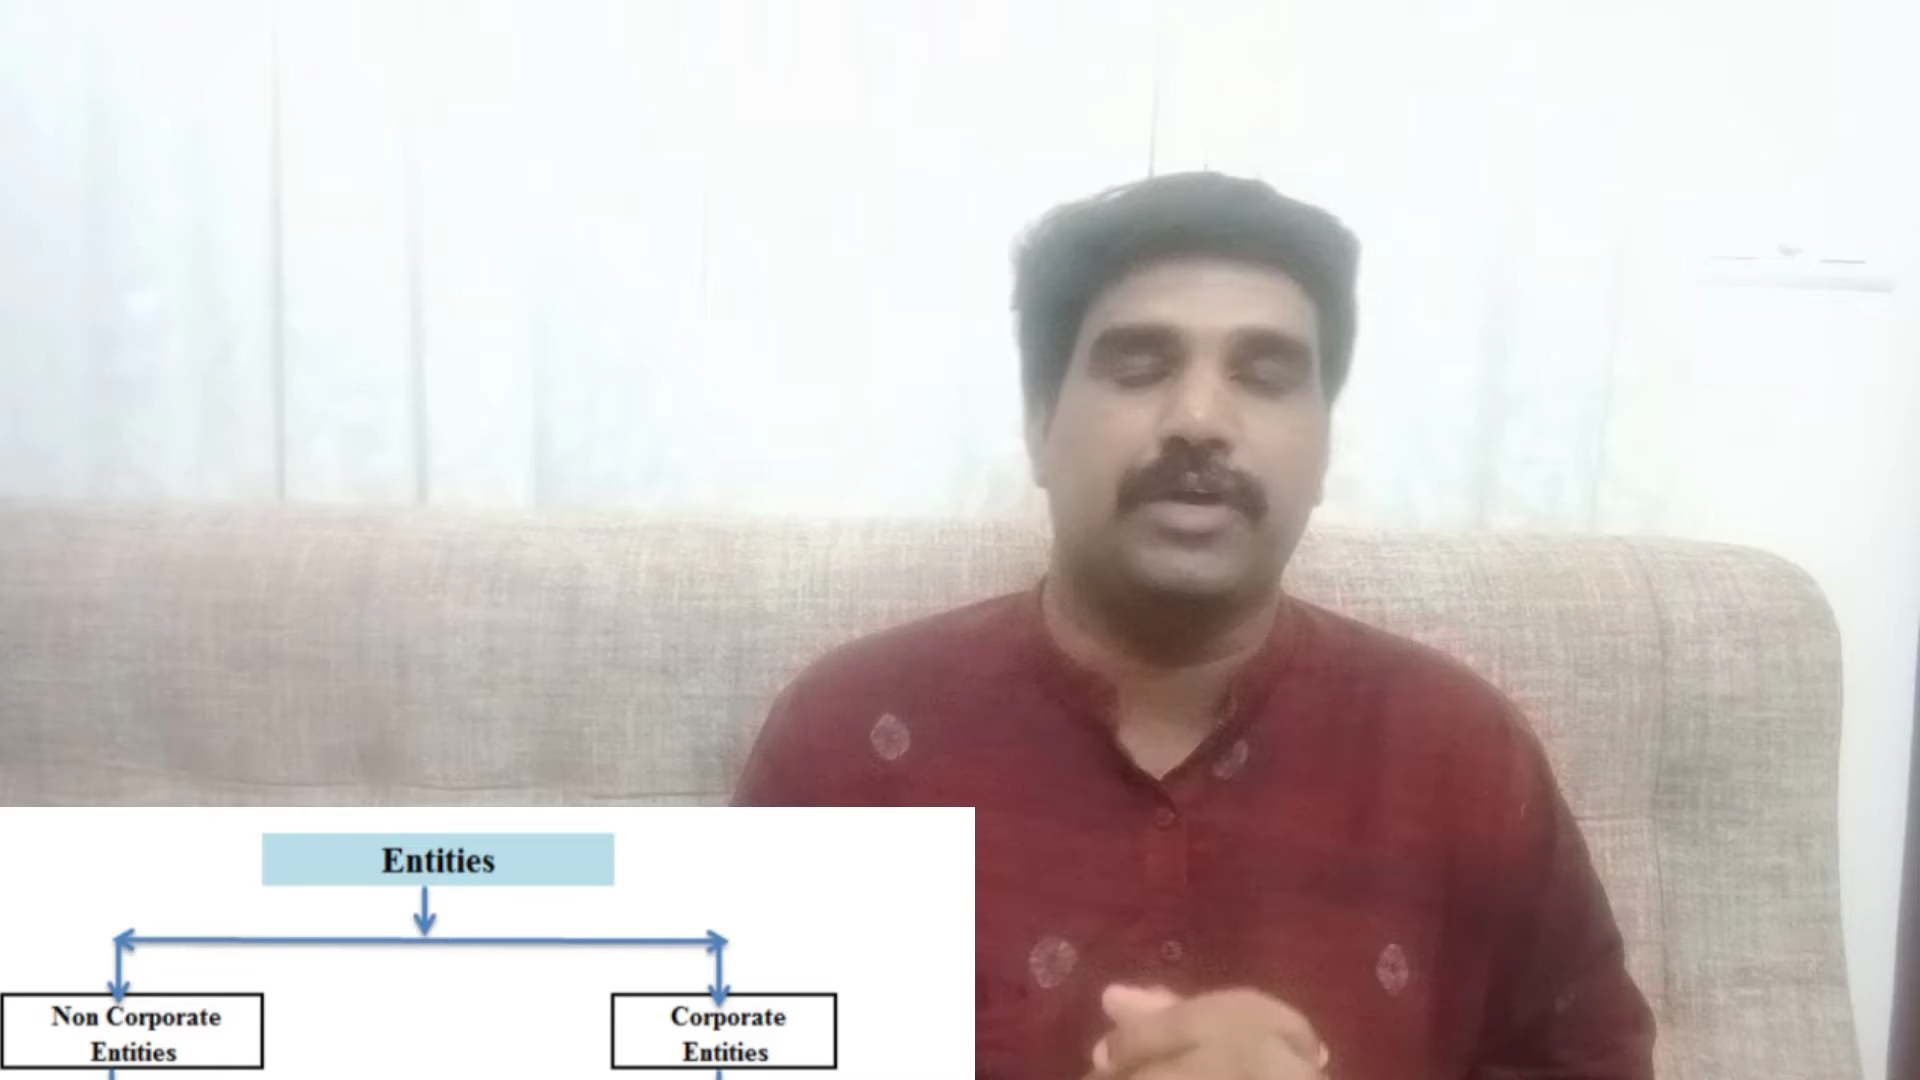 Entities
Non Corporate
Entities
Corporate
Entities